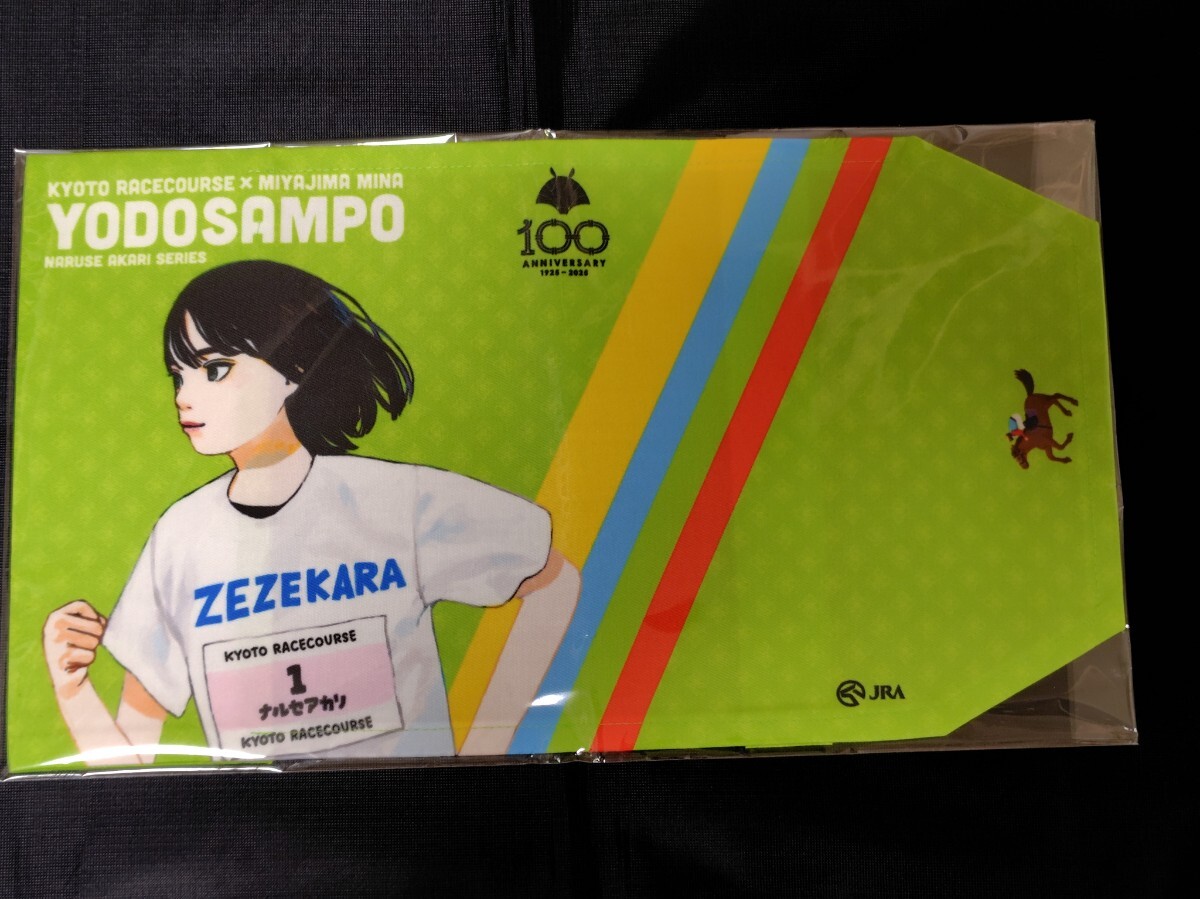 KYOTO RACECOURSE × MIYAJIMA MINA
YODOSAMPO
NARUSE AKARI SERIES
100
ANNIVERSARY
1925-2025
ZEZEKARA
KYOTO RACECOURSE
1
ナルセアカリ
KYOTO RACECOURSE
JRA